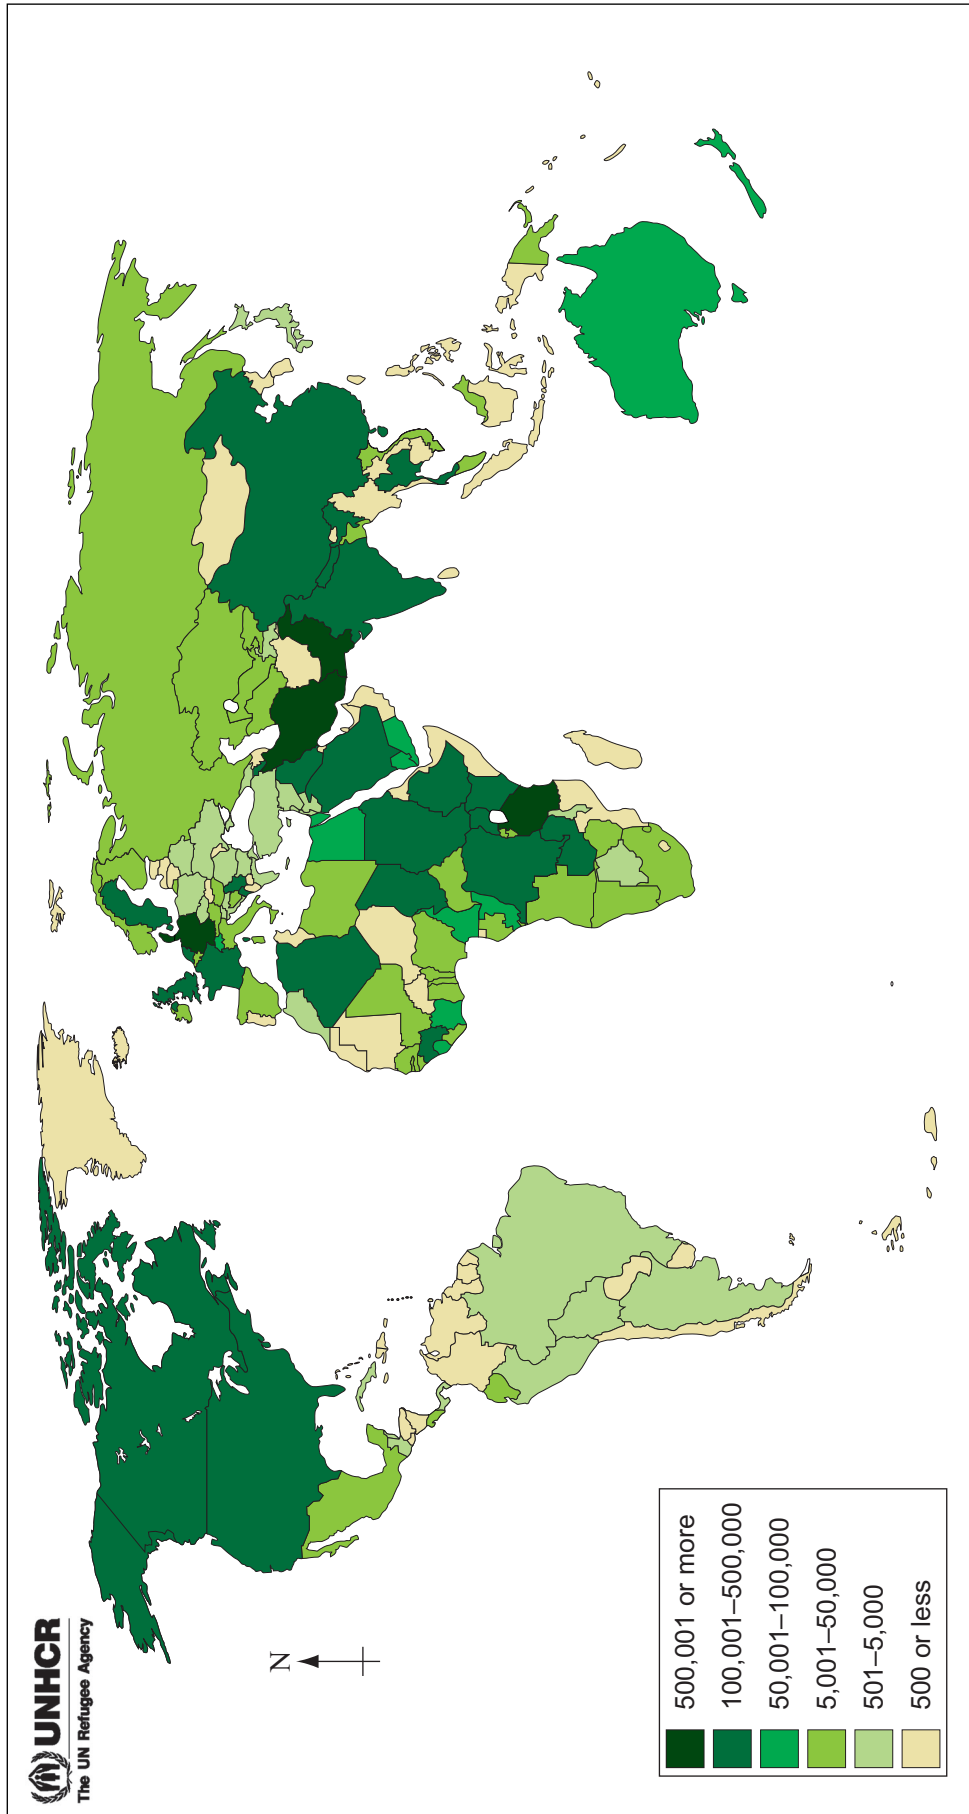 UNHCR
The UN Refugee Agency
N
500,001 or more
100,001–500,000
50,001–100,000
5,001–50,000
501–5,000
500 or less